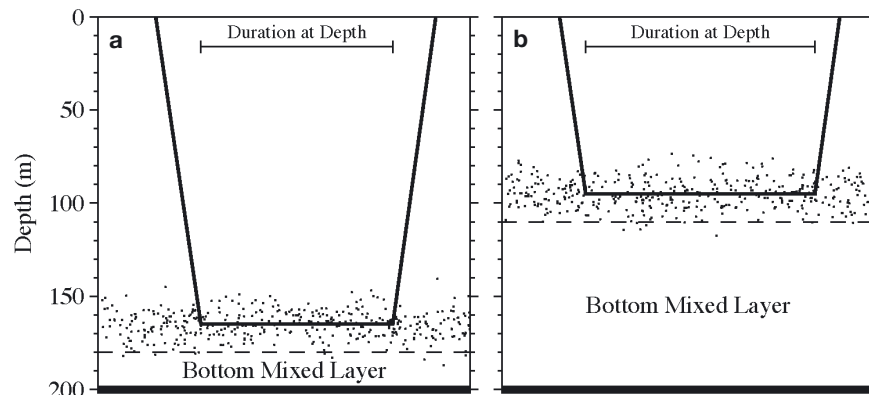 a
Duration at Depth
b
Duration at Depth
Depth (m)
0
50
100
150
200
Bottom Mixed Layer
Bottom Mixed Layer